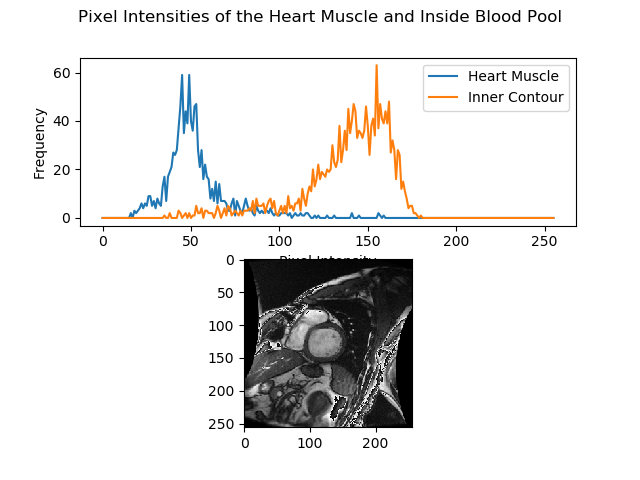 Pixel Intensities of the Heart Muscle and Inside Blood Pool
Frequency
60
40
20
0
Heart Muscle
Inner Contour
0 50 100 150 200 250
Pixel Intensity
0
50
100
150
200
250
0 100 200